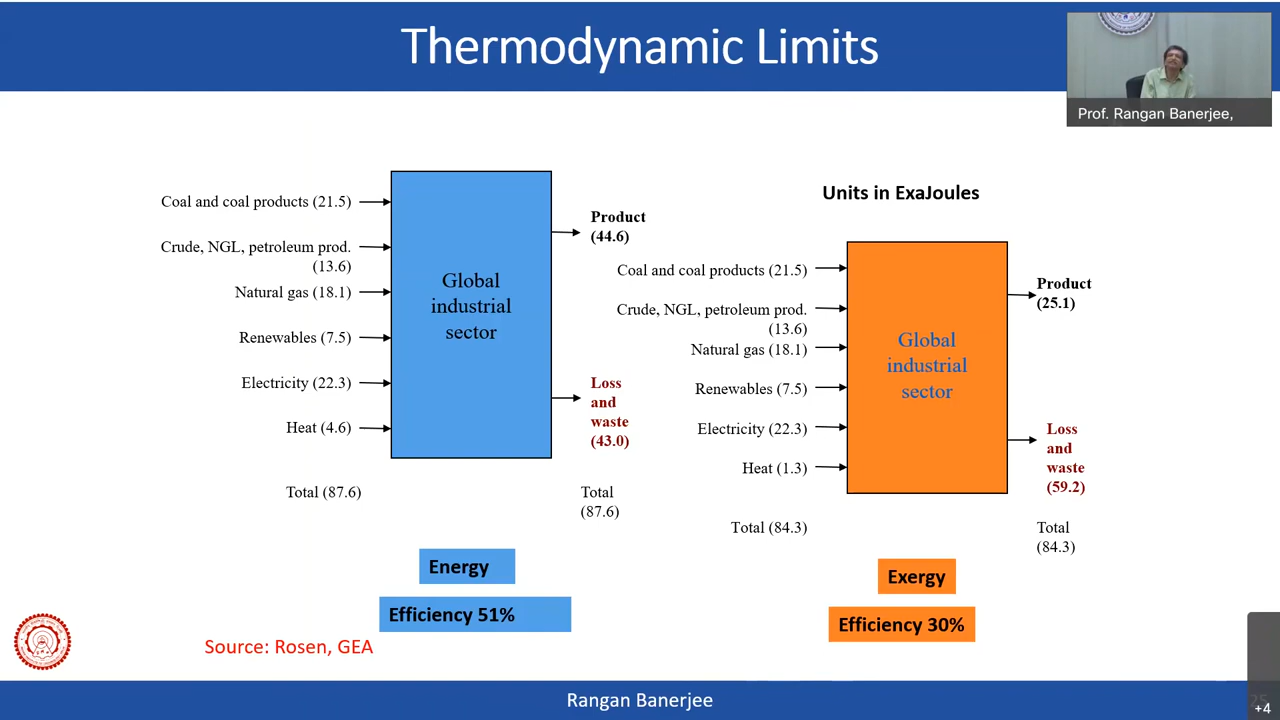 Thermodynamic Limits
Prof. Rangan Banerjee,
Coal and coal products (21.5)
Crude, NGL, petroleum prod.
(13.6)
Natural gas (18.1)
Renewables (7.5)
Electricity (22.3)
Heat (4.6)
Total (87.6)
Global
industrial
sector
Product
(44.6)
Loss
and
waste
(43.0)
Total
(87.6)
Energy
Efficiency 51%
Units in ExaJoules
Coal and coal products (21.5)
Crude, NGL, petroleum prod.
(13.6)
Natural gas (18.1)
Renewables (7.5)
Electricity (22.3)
Heat (1.3)
Total (84.3)
Global
industrial
sector
Product
(25.1)
Loss
and
waste
(59.2)
Total
(84.3)
Exergy
Efficiency 30%
Source: Rosen, GEA
Rangan Banerjee
25
+4